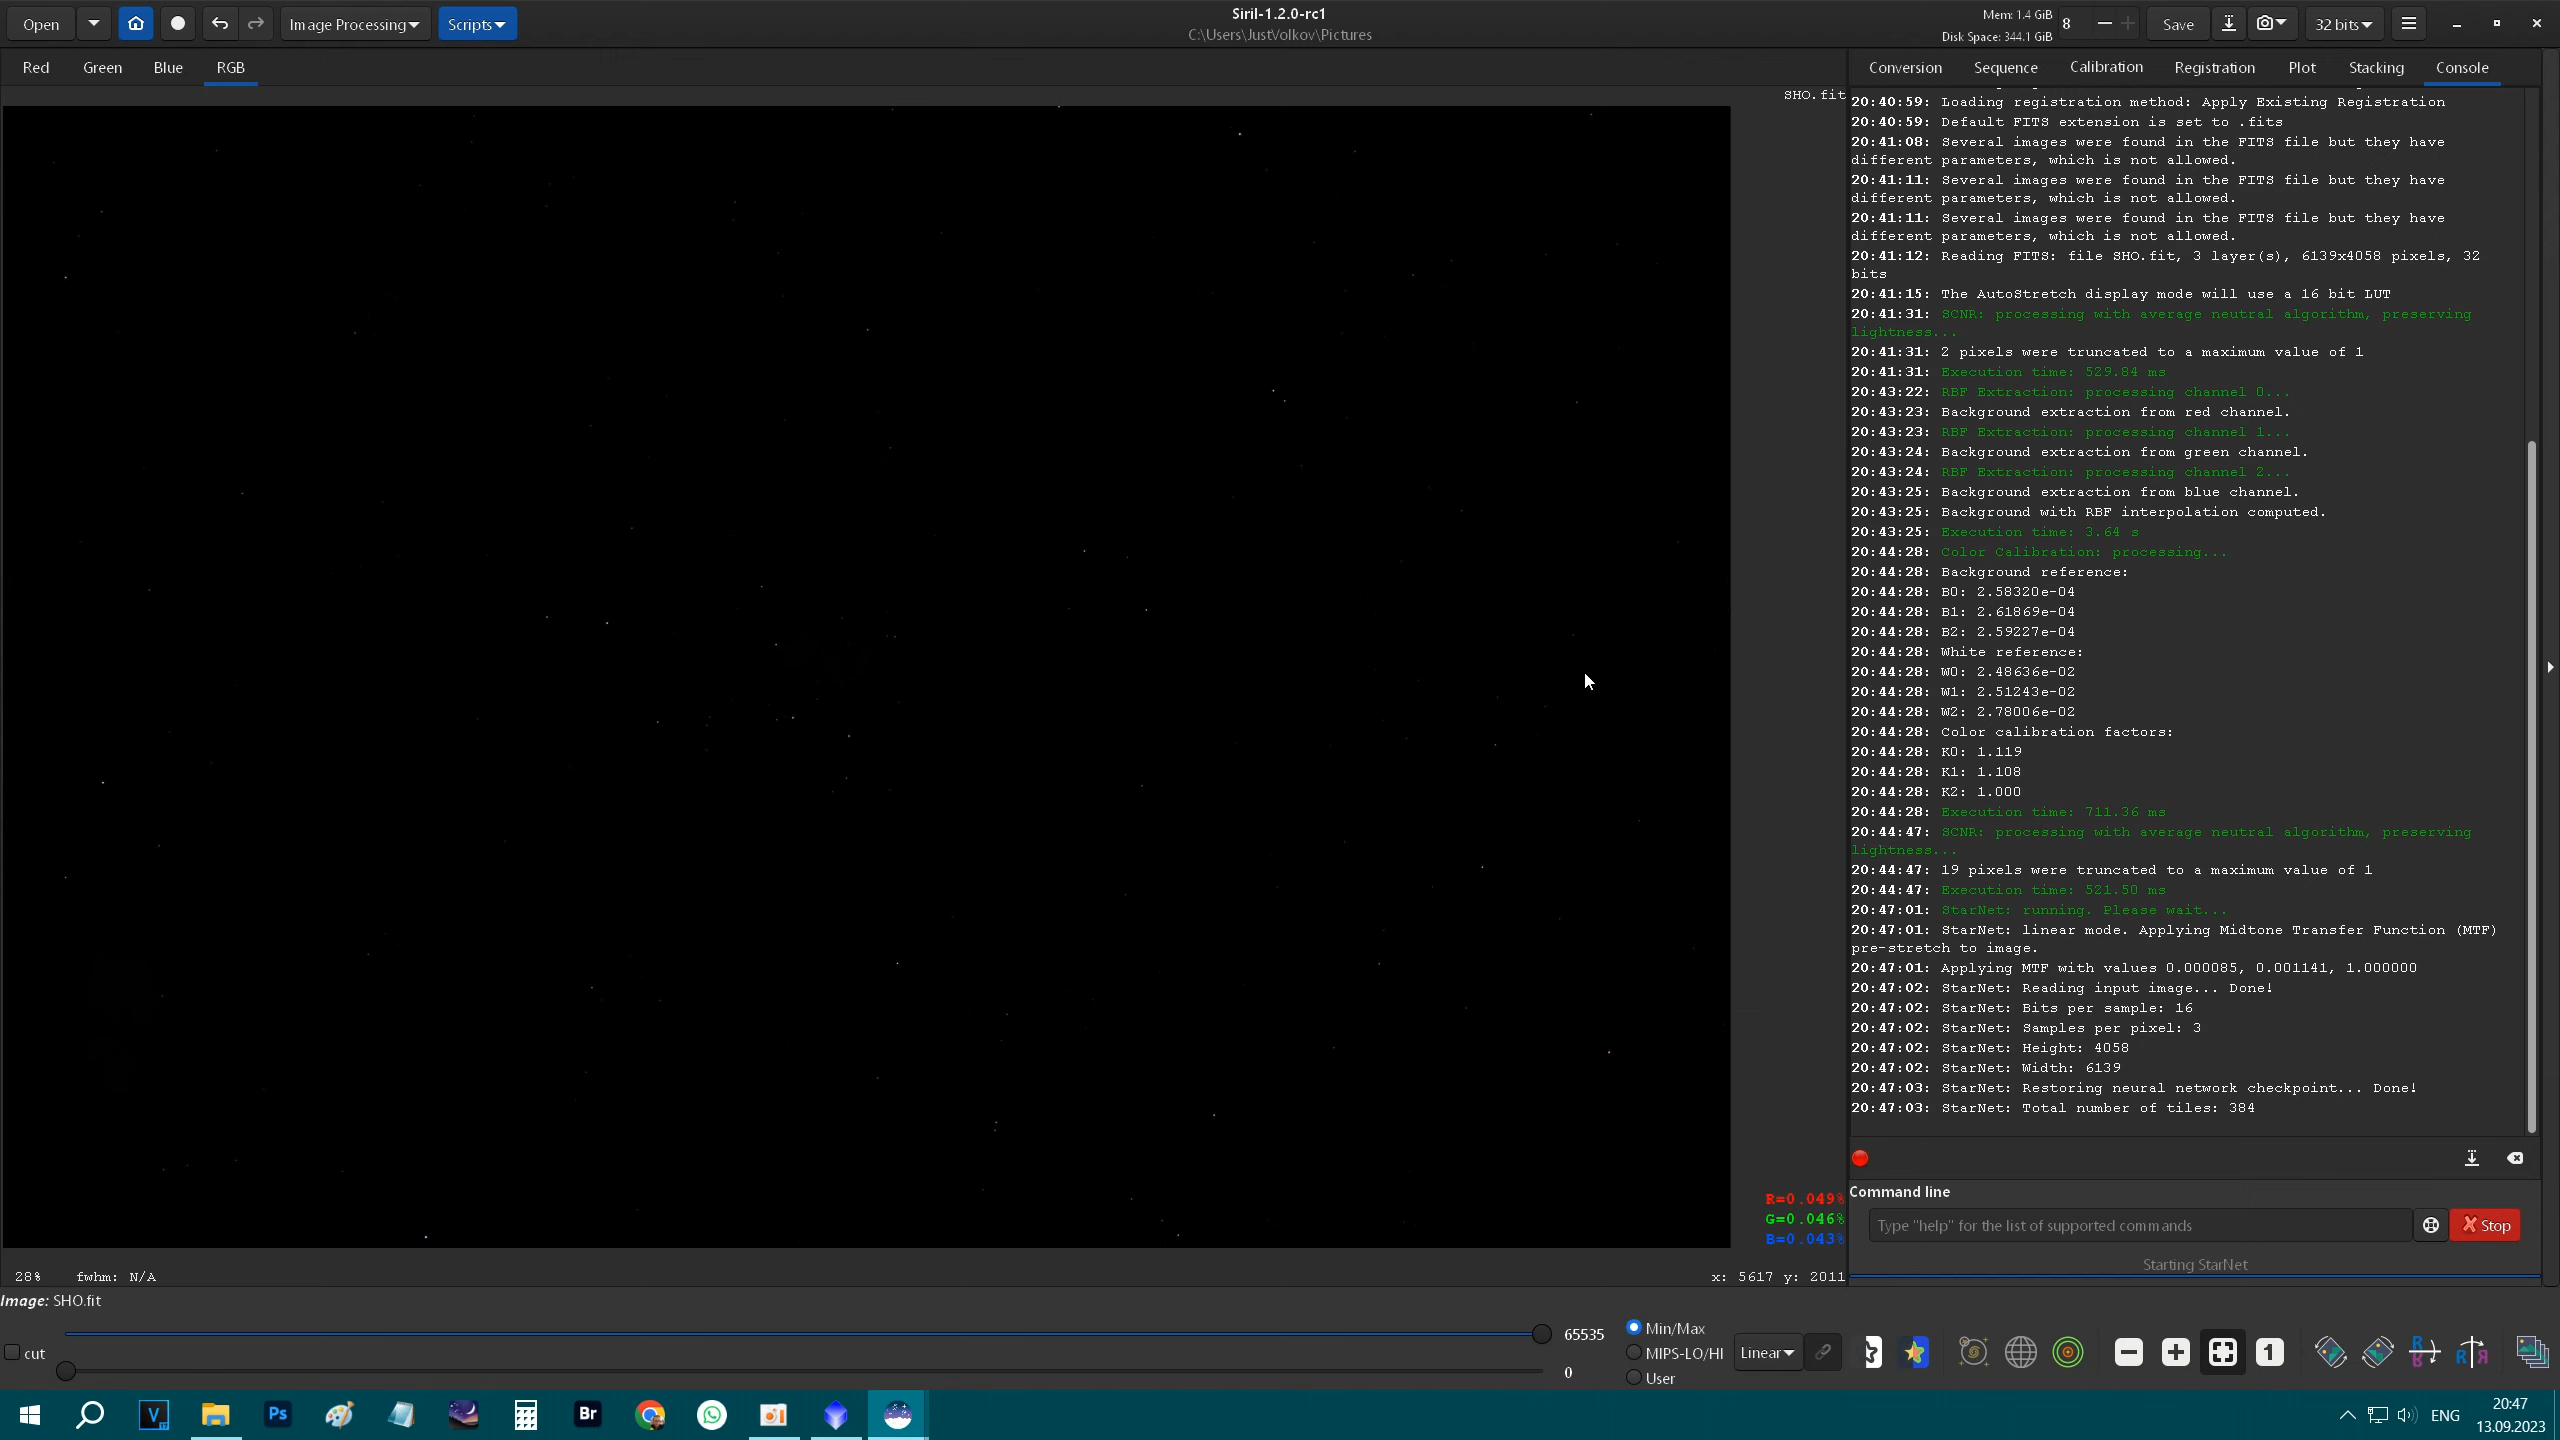 Open
Image Processing
Scripts
Siril-1.2.0-rc1
C:\Users\JustVolkov\Pictures
Mem: 1.4 GiB
Disk Space: 344.1 GiB
8
Save
32 bits
Red
Green
Blue
RGB
Conversion
Sequence
Calibration
Registration
Plot
Stacking
Console
SHO.fit
20:40:59: Loading registration method: Apply Existing Registration
20:40:59: Default FITS extension is set to .fits
20:41:08: Several images were found in the FITS file but they have
different parameters, which is not allowed.
20:41:11: Several images were found in the FITS file but they have
different parameters, which is not allowed.
20:41:11: Several images were found in the FITS file but they have
different parameters, which is not allowed.
20:41:12: Reading FITS: file SHO.fit, 3 layer(s), 6139x4058 pixels, 32
bits
20:41:15: The AutoStretch display mode will use a 16 bit LUT
20:41:31: SCNR: processing with average neutral algorithm, preserving
lightness...
20:41:31: 2 pixels were truncated to a maximum value of 1
20:41:31: Execution time: 529.84 ms
20:43:22: RBF Extraction: processing channel 0...
20:43:23: Background extraction from red channel.
20:43:23: RBF Extraction: processing channel 1...
20:43:24: Background extraction from green channel.
20:43:24: RBF Extraction: processing channel 2...
20:43:25: Background extraction from blue channel.
20:43:25: Background with RBF interpolation computed.
20:43:25: Execution time: 3.64 s
20:44:28: Color Calibration: processing...
20:44:28: Background reference:
20:44:28: B0: 2.58320e-04
20:44:28: B1: 2.61869e-04
20:44:28: B2: 2.59227e-04
20:44:28: White reference:
20:44:28: W0: 2.48636e-02
20:44:28: W1: 2.51243e-02
20:44:28: W2: 2.78006e-02
20:44:28: Color calibration factors:
20:44:28: K0: 1.119
20:44:28: K1: 1.108
20:44:28: K2: 1.000
20:44:28: Execution time: 711.36 ms
20:44:47: SCNR: processing with average neutral algorithm, preserving
lightness...
20:44:47: 19 pixels were truncated to a maximum value of 1
20:44:47: Execution time: 521.50 ms
20:47:01: StarNet: running. Please wait...
20:47:01: StarNet: linear mode. Applying Midtone Transfer Function (MTF)
pre-stretch to image.
20:47:01: Applying MTF with values 0.000085, 0.001141, 1.000000
20:47:02: StarNet: Reading input image... Done!
20:47:02: StarNet: Bits per sample: 16
20:47:02: StarNet: Samples per pixel: 3
20:47:02: StarNet: Height: 4058
20:47:02: StarNet: Width: 6139
20:47:03: StarNet: Restoring neural network checkpoint... Done!
20:47:03: StarNet: Total number of tiles: 384
R=0.049%
G=0.046%
B=0.043%
Command line
Type "help" for the list of supported commands
Stop
Starting StarNet
28%
fwhm: N/A
x: 5617 y: 2011
Image: SHO.fit
cut
65535
0
Min/Max
MIPS-LO/HI
User
Linear
1
V
Ps
Br
ENG
20:47
13.09.2023